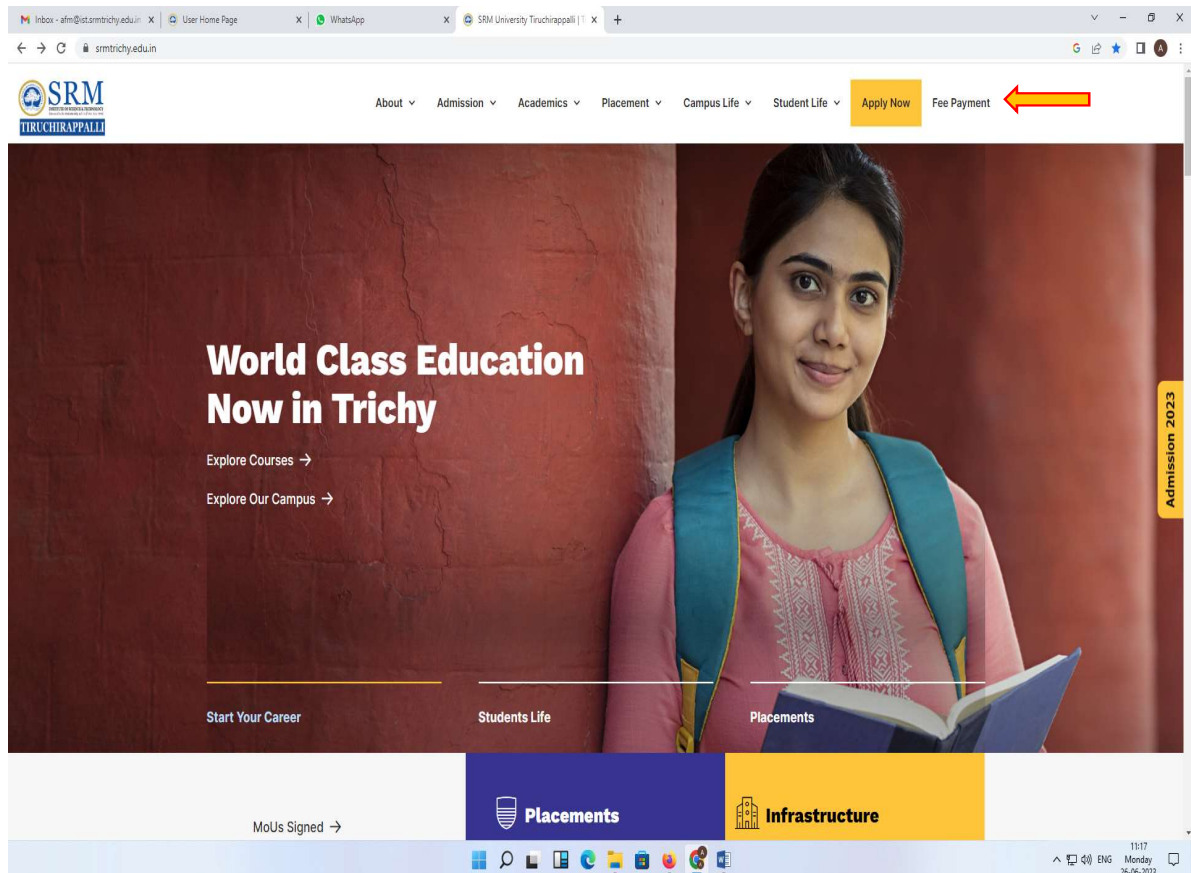 Inbox - afm@ist.srmtrichy.edu.in
User Home Page
WhatsApp
SRM University Tiruchirappalli | T
srmtrichy.edu.in
G
A
SRM
TIRUCHIRAPPALLI
About
Admission
Academics
Placement
Campus Life
Student Life
Apply Now
Fee Payment
World Class Education
Now in Trichy
Explore Courses →
Explore Our Campus →
Admission 2023
Start Your Career
Students Life
Placements
MoUs Signed →
Placements
Infrastructure
11:17
ENG Monday
26-06-2023